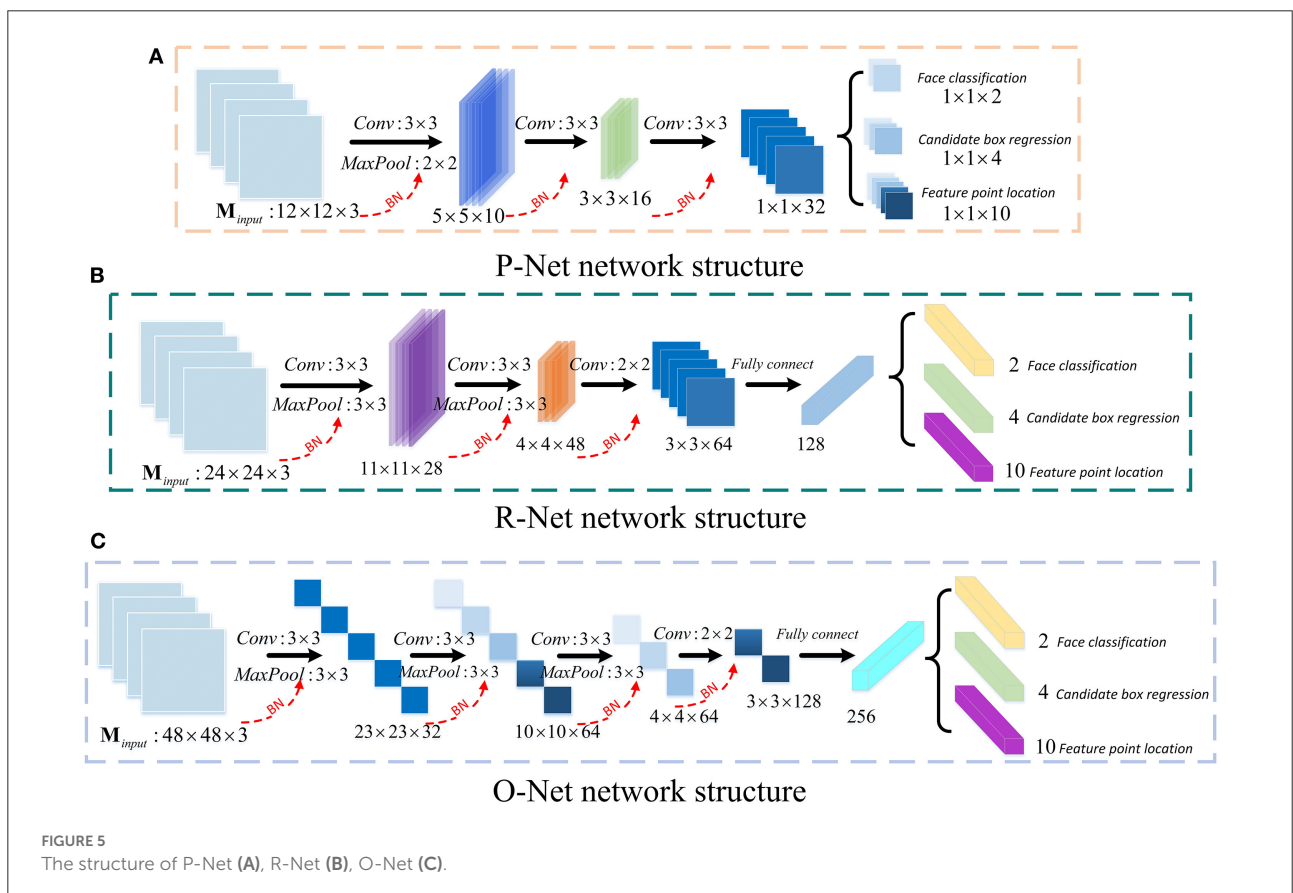 A
Conv:3×3
MaxPool:2×2
BN
M input :12×12×3
5×5×10
Conv:3×3
BN
3×3×16
Conv:3×3
BN
1×1×32
Face classification
1×1×2
Candidate box regression
1×1×4
Feature point location
1×1×10
P-Net network structure
B
Conv:3×3
MaxPool:3×3
BN
M input :24×24×3
11×11×28
Conv:3×3
MaxPool:3×3
BN
4×4×48
Conv:2×2
BN
3×3×64
Fully connect
128
2 Face classification
4 Candidate box regression
10 Feature point location
R-Net network structure
C
Conv:3×3
MaxPool:3×3
BN
M input :48×48×3
23×23×32
Conv:3×3
MaxPool:3×3
BN
10×10×64
Conv:3×3
MaxPool:3×3
BN
4×4×64
Conv:2×2
BN
3×3×128
Fully connect
256
2 Face classification
4 Candidate box regression
10 Feature point location
O-Net network structure
FIGURE 5
The structure of P-Net (A), R-Net (B), O-Net (C).